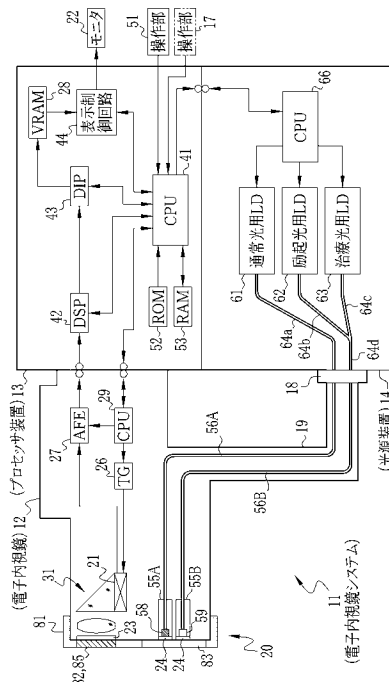 (電子内視鏡) 12
(プロセッサ装置) 13
22
モニタ
51
操作部
操作部
17
VRAM
28
表示制御回路
44
DIP
43
DSP
42
CPU
41
ROM
52
RAM
53
AFE
27
CPU
29
TG
26
31
21
81
23
82,85
CPU
66
通常光用LD
61
励起光用LD
62
治療光用LD
63
64a
64b
64c
64d
18
19
56A
56B
55A
55B
58
59
24
24
83
20
11
(電子内視鏡システム)
(光源装置) 14